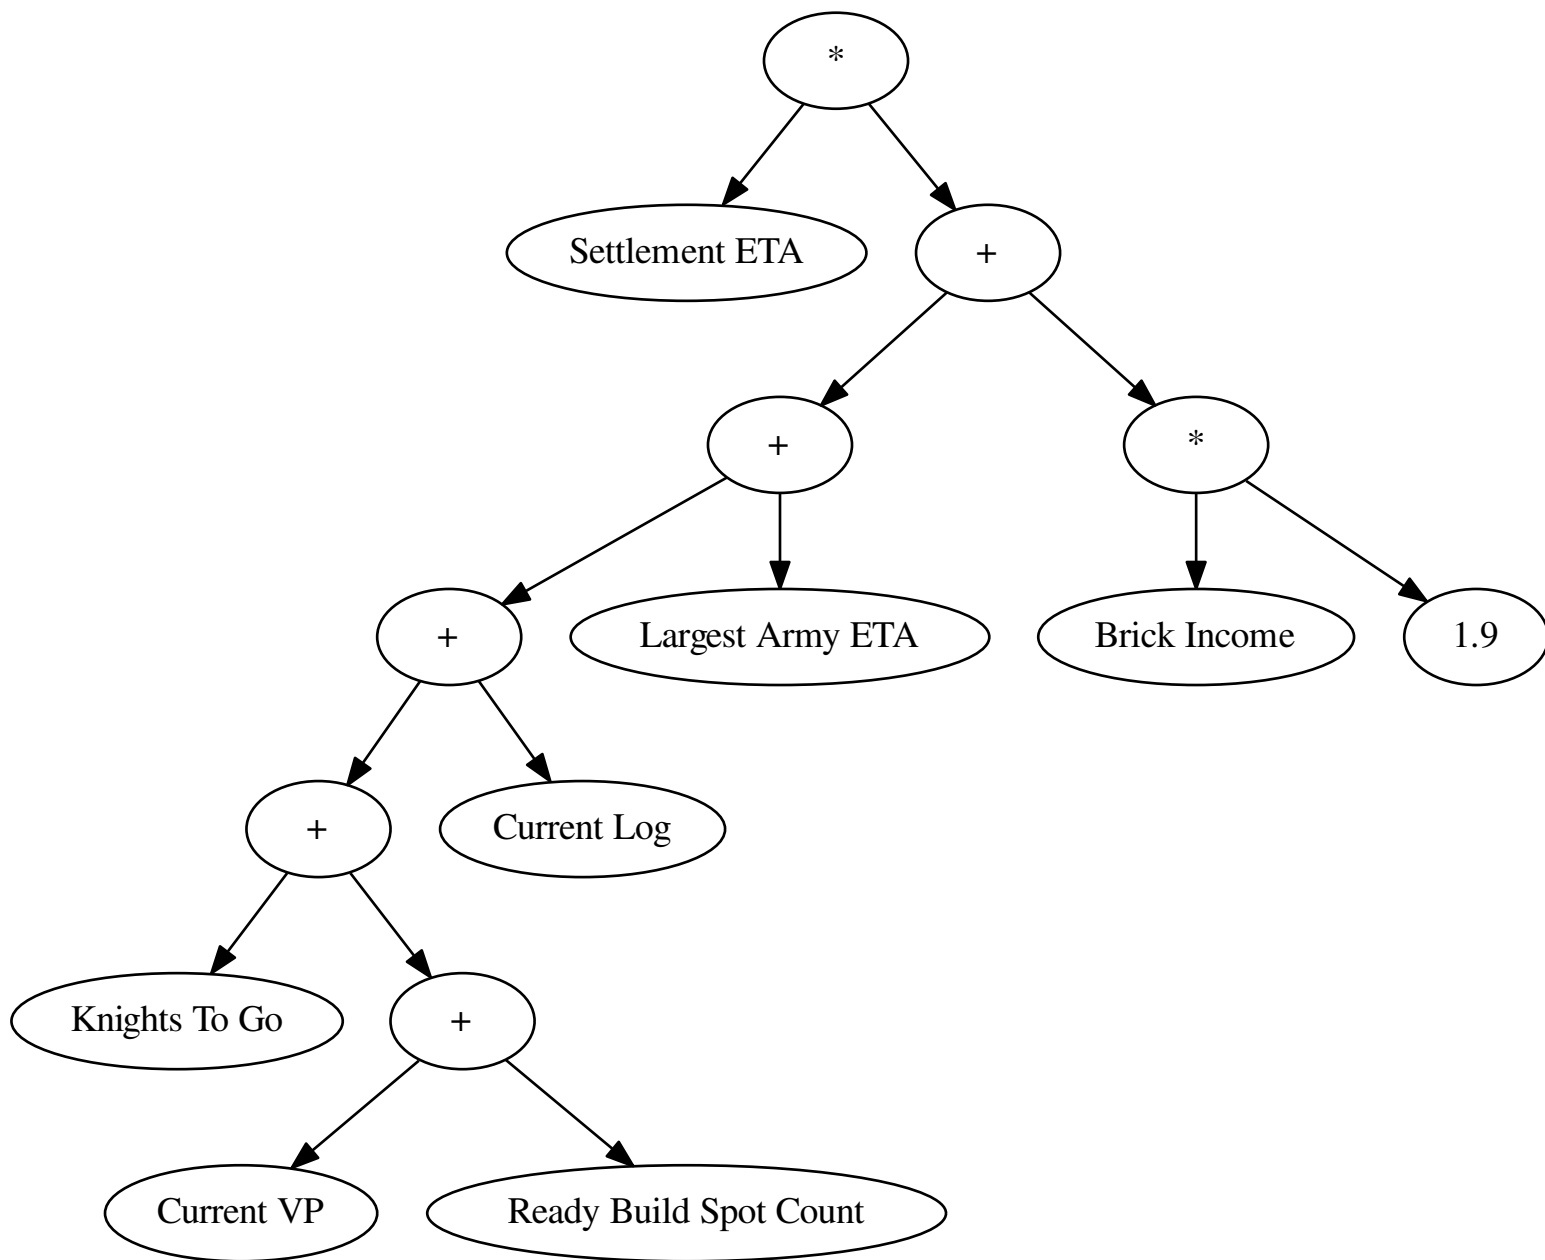 *
Settlement ETA
+
+
*
+
Largest Army ETA
Brick Income
1.9
+
Current Log
Knights To Go
+
Current VP
Ready Build Spot Count